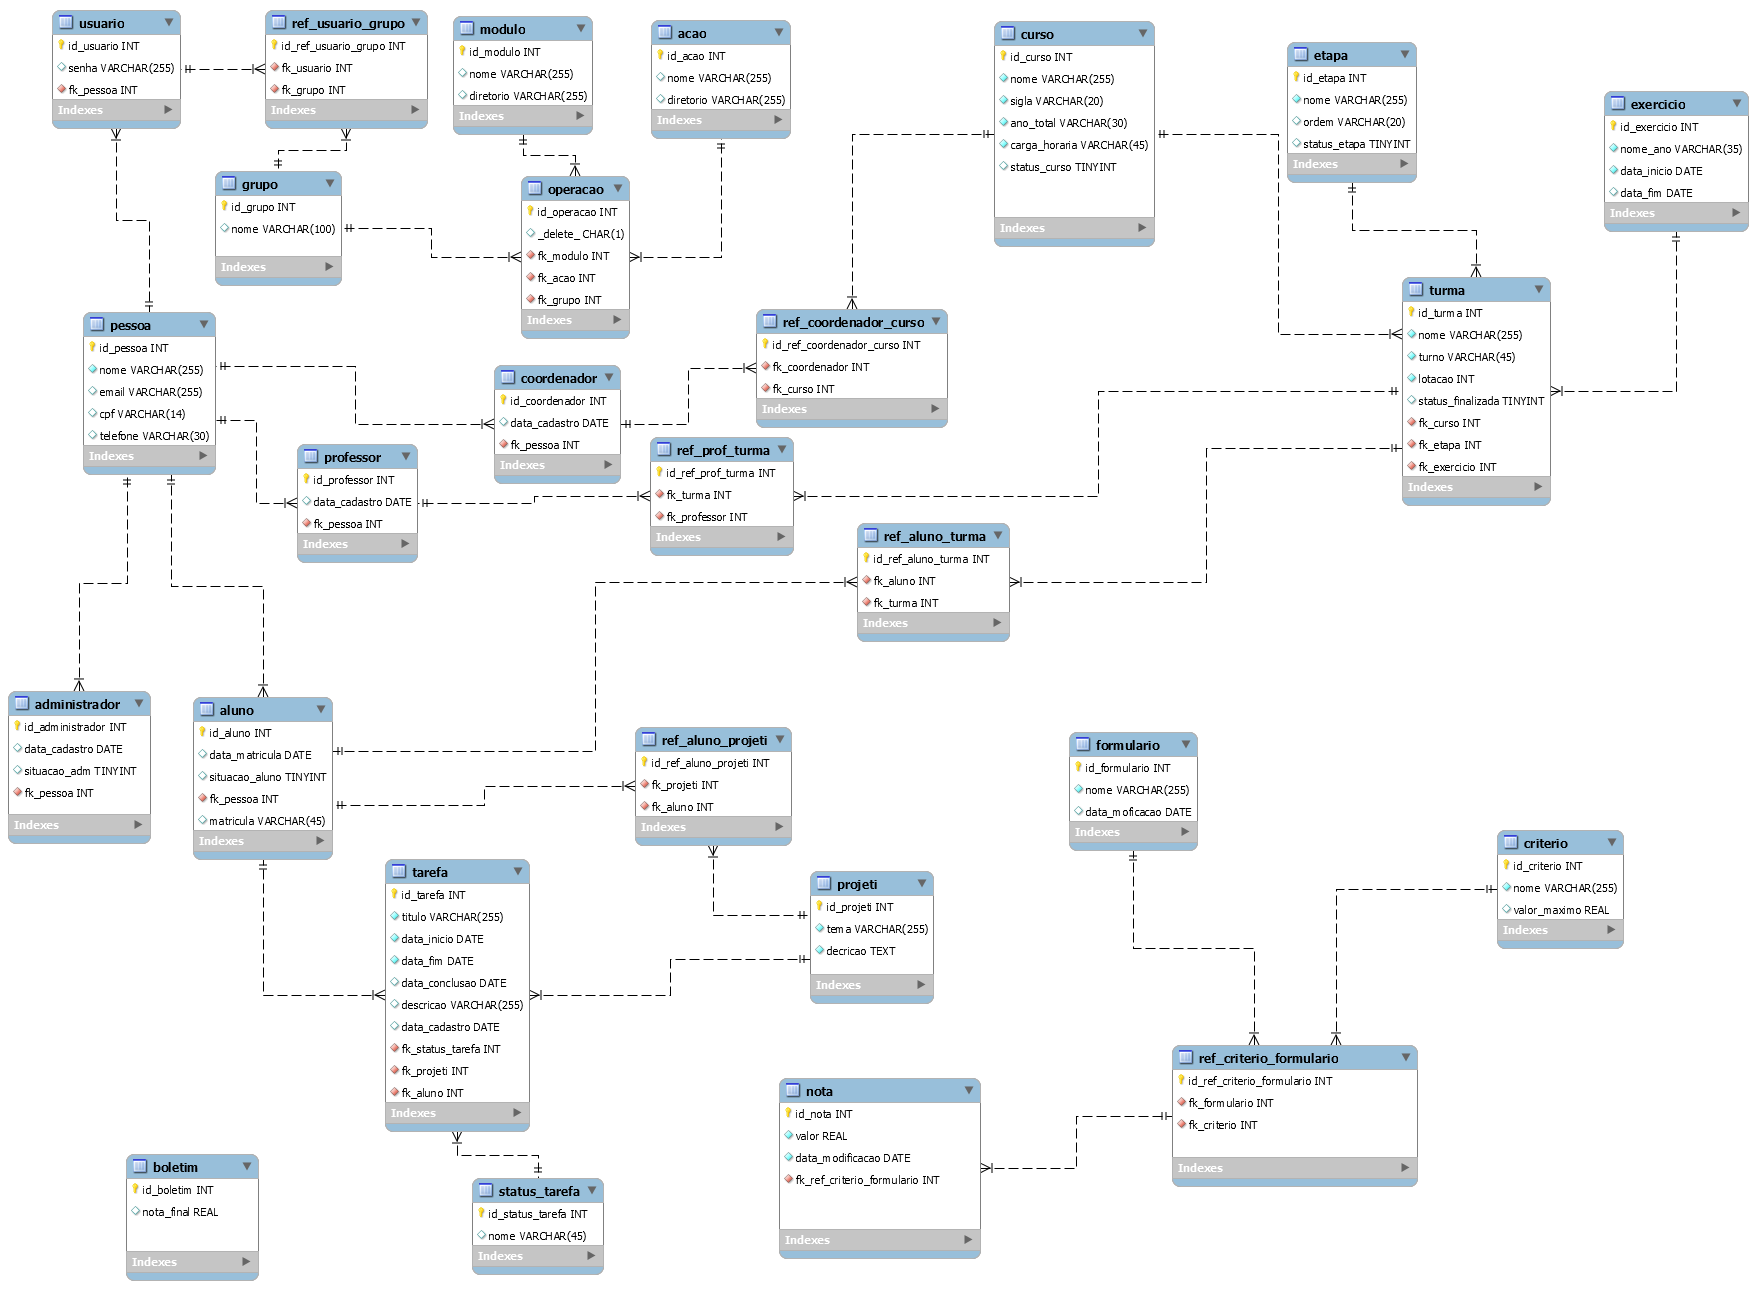 usuario
id_usuario INT
senha VARCHAR(255)
fk_pessoa INT
Indexes
ref_usuario_grupo
id_ref_usuario_grupo INT
fk_usuario INT
fk_grupo INT
Indexes
modulo
id_modulo INT
nome VARCHAR(255)
diretorio VARCHAR(255)
Indexes
acao
id_acao INT
nome VARCHAR(255)
diretorio VARCHAR(255)
Indexes
curso
id_curso INT
nome VARCHAR(255)
sigla VARCHAR(20)
ano_total VARCHAR(30)
carga_horaria VARCHAR(45)
status_curso TINYINT
Indexes
etapa
id_etapa INT
nome VARCHAR(255)
ordem VARCHAR(20)
status_etapa TINYINT
Indexes
exercicio
id_exercicio INT
nome_ano VARCHAR(35)
data_inicio DATE
data_fim DATE
Indexes
grupo
id_grupo INT
nome VARCHAR(100)
Indexes
operacao
id_operacao INT
_delete_ CHAR(1)
fk_modulo INT
fk_acao INT
fk_grupo INT
Indexes
turma
id_turma INT
nome VARCHAR(255)
turno VARCHAR(45)
lotacao INT
status_finalizada TINYINT
fk_curso INT
fk_etapa INT
fk_exercicio INT
Indexes
pessoa
id_pessoa INT
nome VARCHAR(255)
email VARCHAR(255)
cpf VARCHAR(14)
telefone VARCHAR(30)
Indexes
ref_coordenador_curso
id_ref_coordenador_curso INT
fk_coordenador INT
fk_curso INT
Indexes
coordenador
id_coordenador INT
data_cadastro DATE
fk_pessoa INT
Indexes
professor
id_professor INT
data_cadastro DATE
fk_pessoa INT
Indexes
ref_prof_turma
id_ref_prof_turma INT
fk_turma INT
fk_professor INT
Indexes
ref_aluno_turma
id_ref_aluno_turma INT
fk_aluno INT
fk_turma INT
Indexes
administrador
id_administrador INT
data_cadastro DATE
situacao_adm TINYINT
fk_pessoa INT
Indexes
aluno
id_aluno INT
data_matricula DATE
situacao_aluno TINYINT
fk_pessoa INT
matricula VARCHAR(45)
Indexes
ref_aluno_projeti
id_ref_aluno_projeti INT
fk_projeti INT
fk_aluno INT
Indexes
formulario
id_formulario INT
nome VARCHAR(255)
data_moficacao DATE
Indexes
criterio
id_criterio INT
nome VARCHAR(255)
valor_maximo REAL
Indexes
tarefa
id_tarefa INT
titulo VARCHAR(255)
data_inicio DATE
data_fim DATE
data_conclusao DATE
descricao VARCHAR(255)
data_cadastro DATE
fk_status_tarefa INT
fk_projeti INT
fk_aluno INT
Indexes
projeti
id_projeti INT
tema VARCHAR(255)
decricao TEXT
Indexes
ref_criterio_formulario
id_ref_criterio_formulario INT
fk_formulario INT
fk_criterio INT
Indexes
nota
id_nota INT
valor REAL
data_modificacao DATE
fk_ref_criterio_formulario INT
Indexes
boletim
id_boletim INT
nota_final REAL
Indexes
status_tarefa
id_status_tarefa INT
nome VARCHAR(45)
Indexes